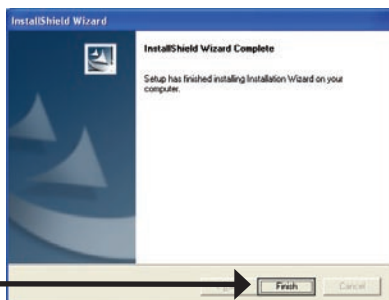 InstallShield Wizard
InstallShield Wizard Complete
Setup has finished installing Installation Wizard on your
computer.
Finish
Cancel